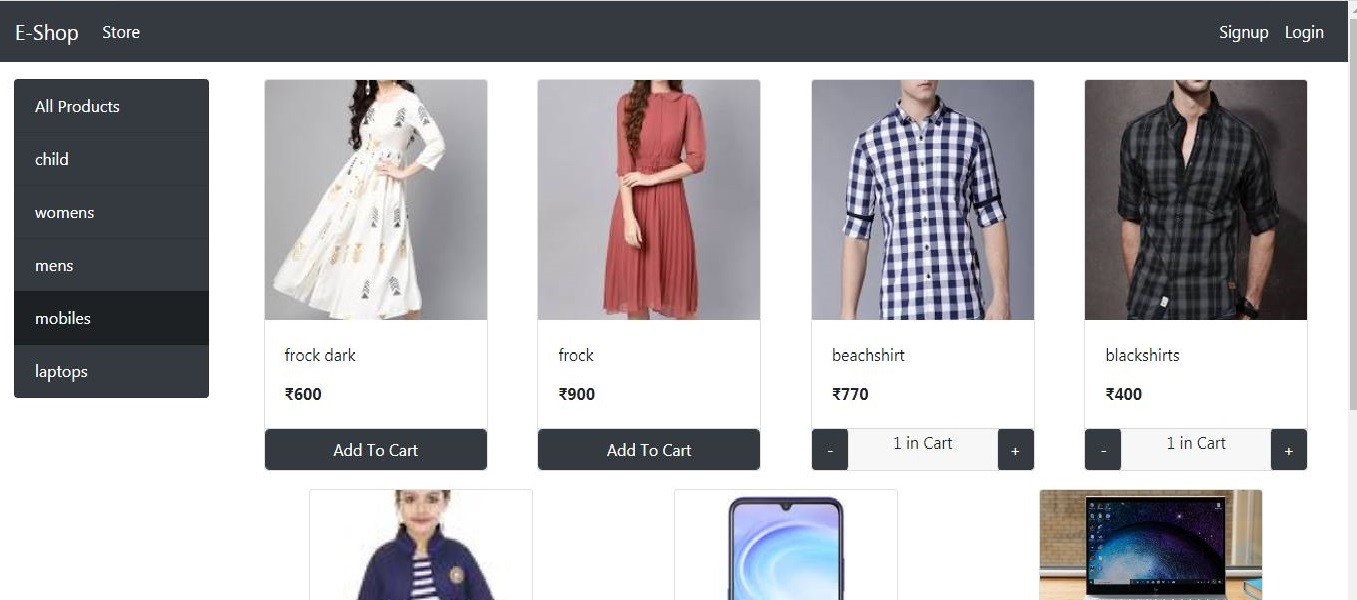 E-Shop Store Signup Login
All Products
child
womens
mens
mobiles
laptops
frock dark
₹600
Add To Cart
frock
₹900
Add To Cart
beachshirt
₹770
- 1 in Cart +
blackshirts
₹400
- 1 in Cart +